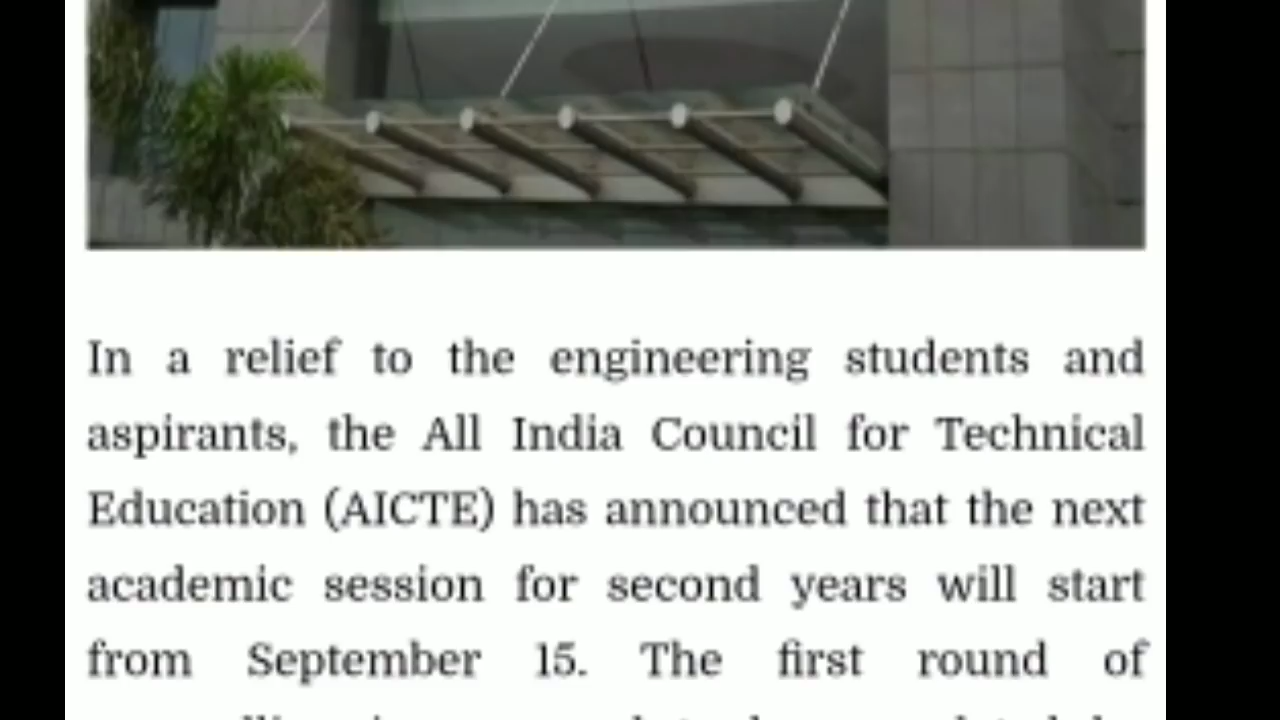 In a relief to the engineering students and
aspirants, the All India Council for Technical
Education (AICTE) has announced that the next
academic session for second years will start
from September 15. The first round of